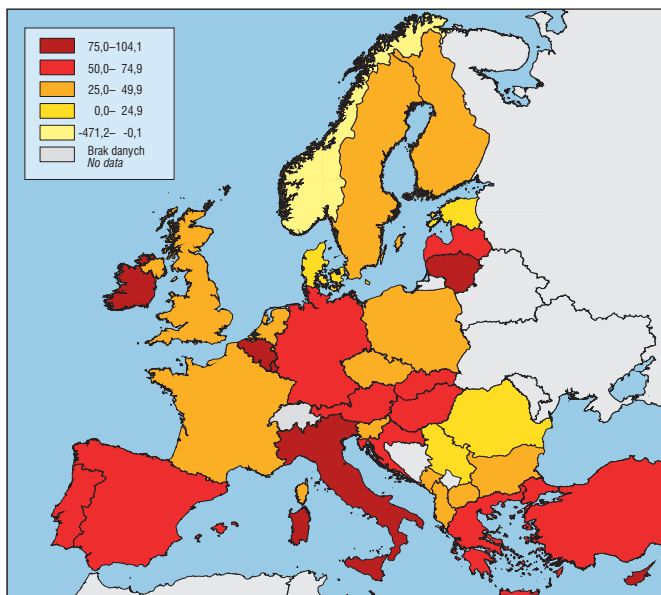 75,0–104,1
50,0– 74,9
25,0– 49,9
0,0– 24,9
-471,2– -0,1
Brak danych
No data